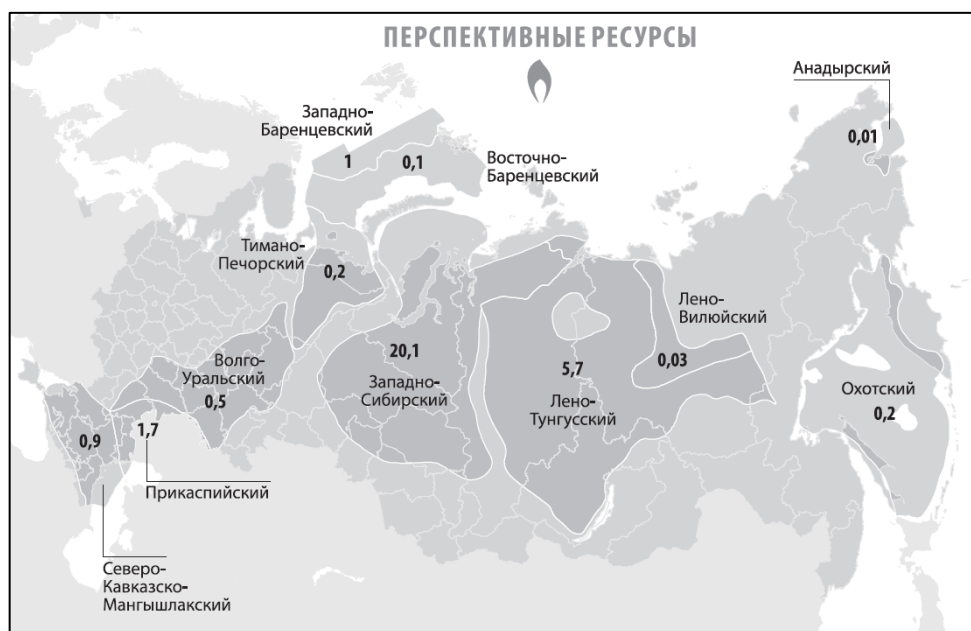 ПЕРСПЕКТИВНЫЕ РЕСУРСЫ
Анадырский
0,01
Западно-
Баренцевский
1
0,1
Восточно-
Баренцевский
Тимано-
Печорский
0,2
Лено-
Вилюйский
0,03
Волго-
Уральский
0,5
20,1
Западно-
Сибирский
5,7
Лено-
Тунгусский
Охотский
0,2
0,9
1,7
Прикаспийский
Северо-
Кавказско-
Мангышлакский